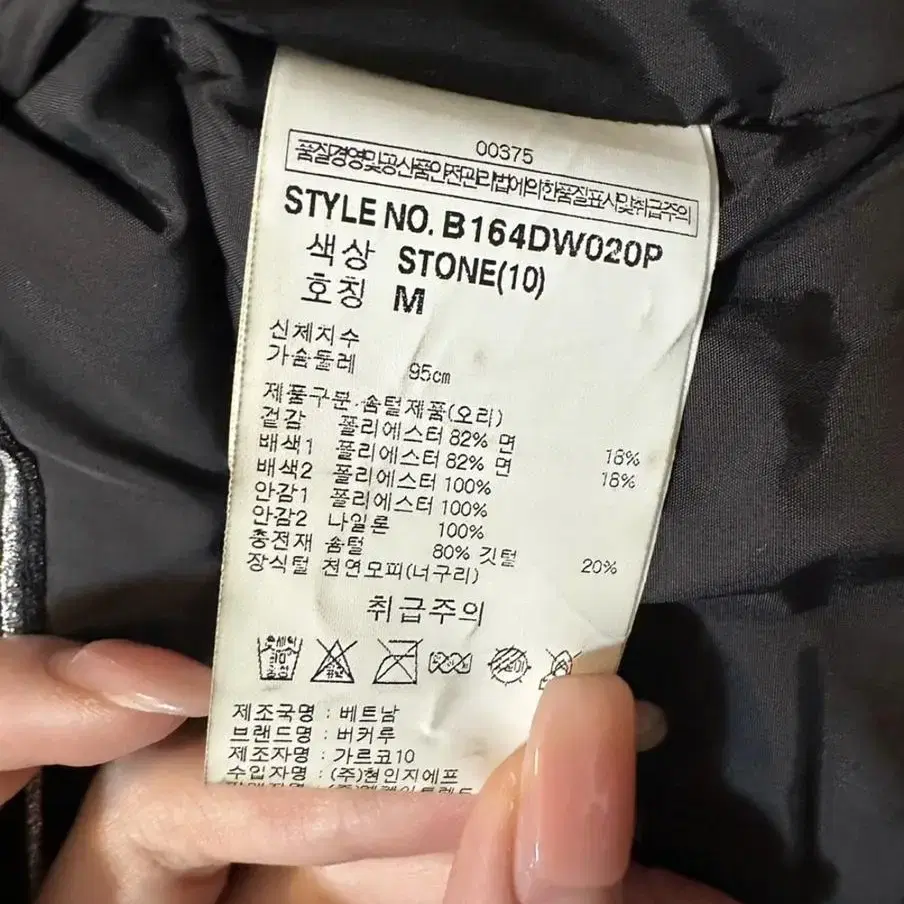 00375
품질경영및공산품안전관리법에의한품질표시및취급주의
STYLE NO. B164DW020P
색상 STONE(10)
호칭 M
신체치수
가슴둘레 95cm
제품구분.솜털제품(오리)
겉감 폴리에스터 82% 면 18%
배색1 폴리에스터 82% 면 18%
배색2 폴리에스터 100%
안감1 폴리에스터 100%
안감2 나일론 100%
충전재 솜털 80% 깃털 20%
장식털 천연모피(너구리)
취급주의
제조국명 : 베트남
브랜드명 : 버커루
제조자명 : 가르코10
수입자명 : (주)현인지에프